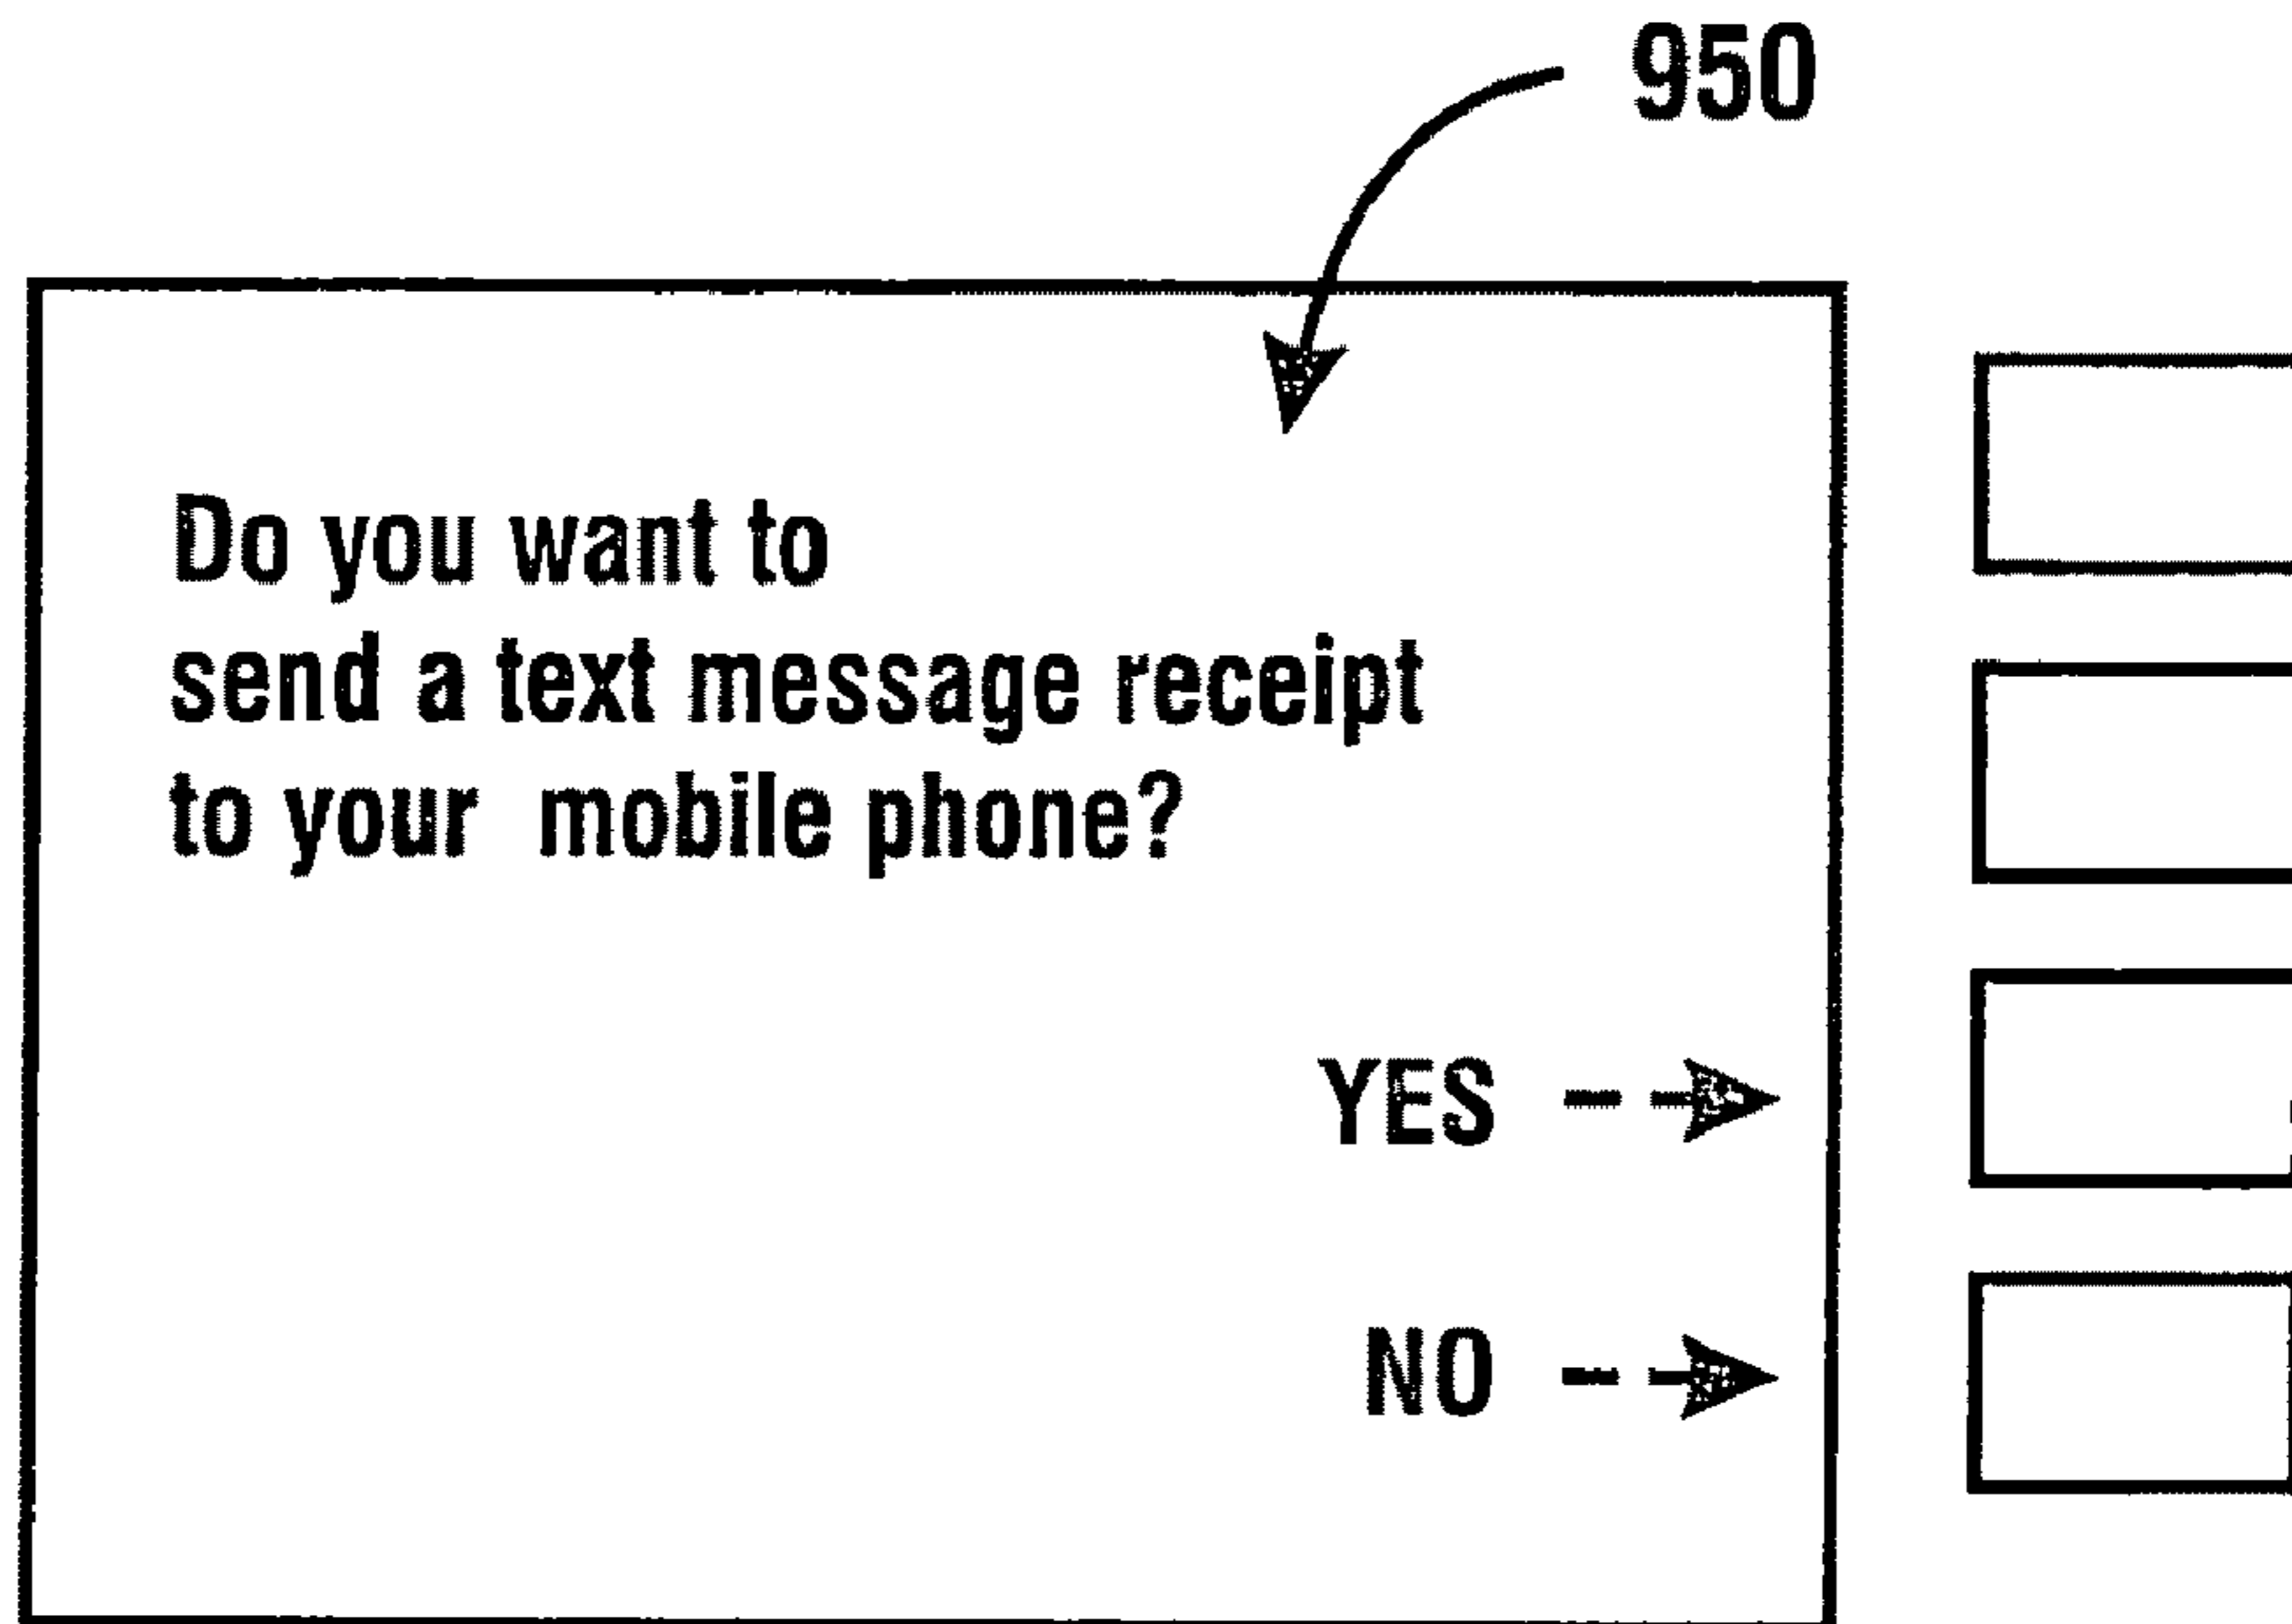 950
Do you want to
send a text message receipt
to your mobile phone?
YES
NO